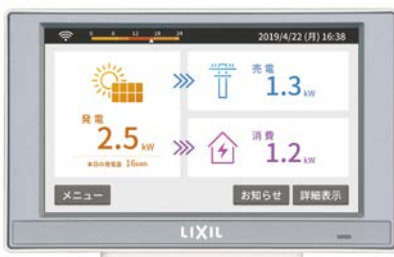 0 6 12 18 24
2019/4/22 (月) 16:38
発電
2.5 kW
本日の発電量 16kWh
売電
1.3 kW
消費
1.2 kW
メニュー
お知らせ
詳細表示
LIXIL